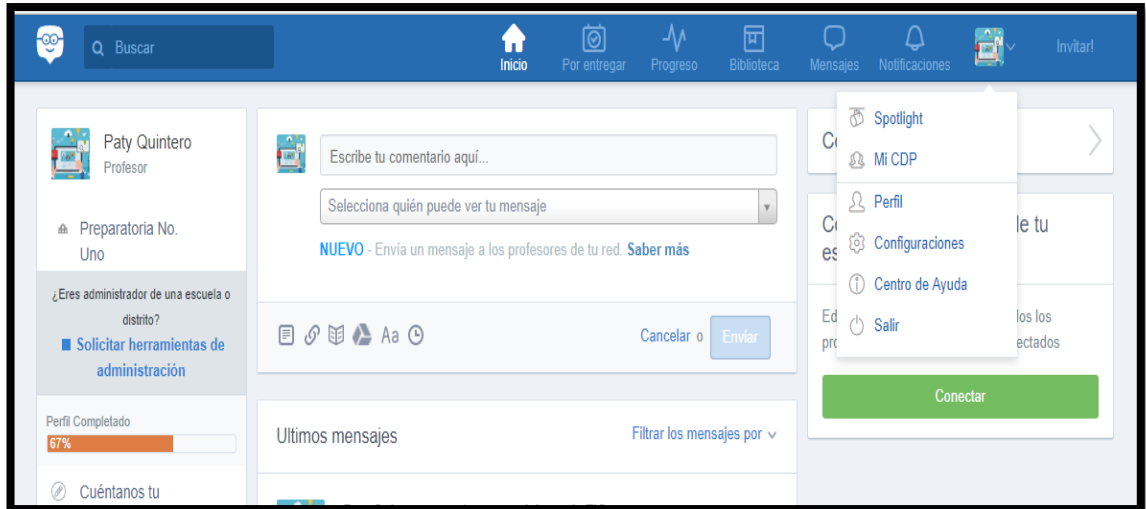 Buscar
Inicio
Por entregar
Progreso
Biblioteca
Mensajes
Notificaciones
Invitar!
Paty Quintero
Profesor
Preparatoria No.
Uno
¿Eres administrador de una escuela o
distrito?
Solicitar herramientas de
administración
Perfil Completado
67%
Cuéntanos tu
Escribe tu comentario aquí...
Selecciona quién puede ver tu mensaje
NUEVO - Envía un mensaje a los profesores de tu red. Saber más
Aa
Cancelar o Enviar
Ultimos mensajes
Filtrar los mensajes por
Spotlight
Mi CDP
Perfil
Configuraciones
Centro de Ayuda
Salir
de tu
Ed
los los
pro
ectados
Conectar